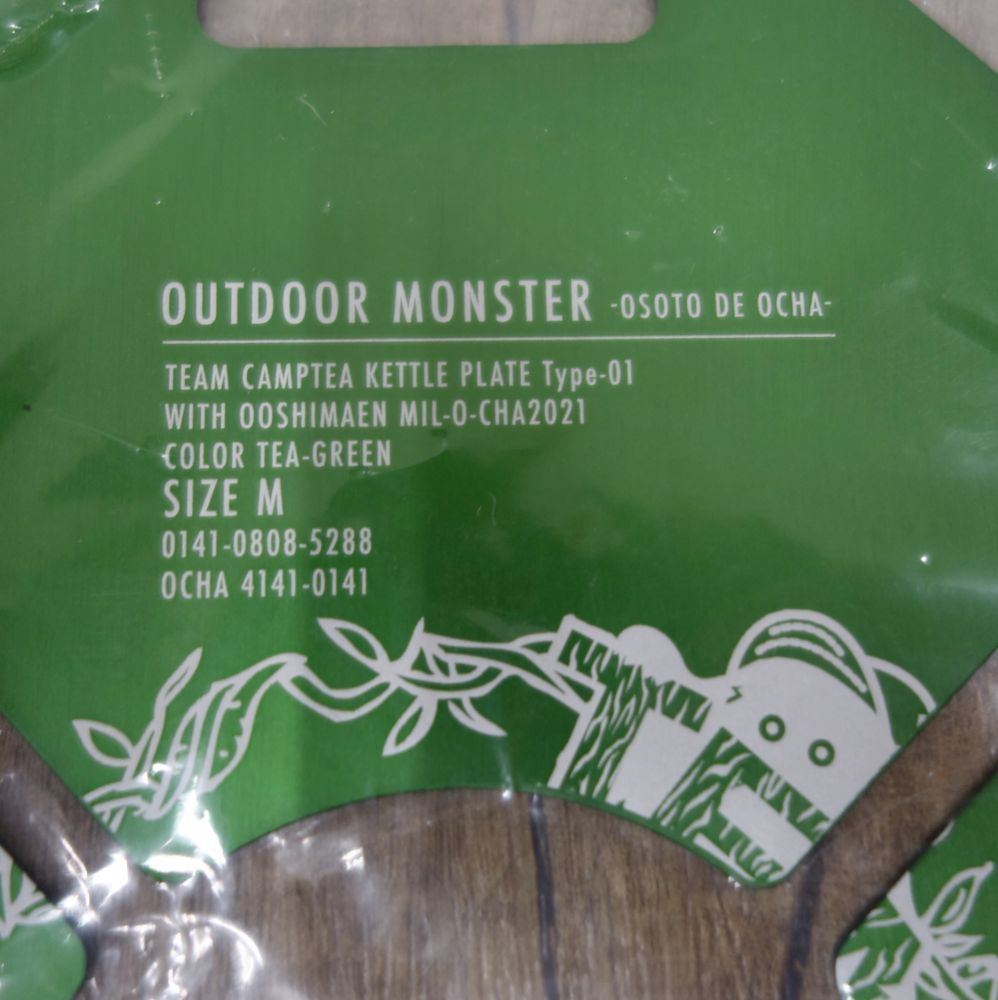 OUTDOOR MONSTER -OSOTO DE OCHA-
TEAM CAMPTEA KETTLE PLATE Type-01
WITH OOSHIMAEN MIL-O-CHA2021
COLOR TEA-GREEN
SIZE M
0141-0808-5288
OCHA 4141-0141